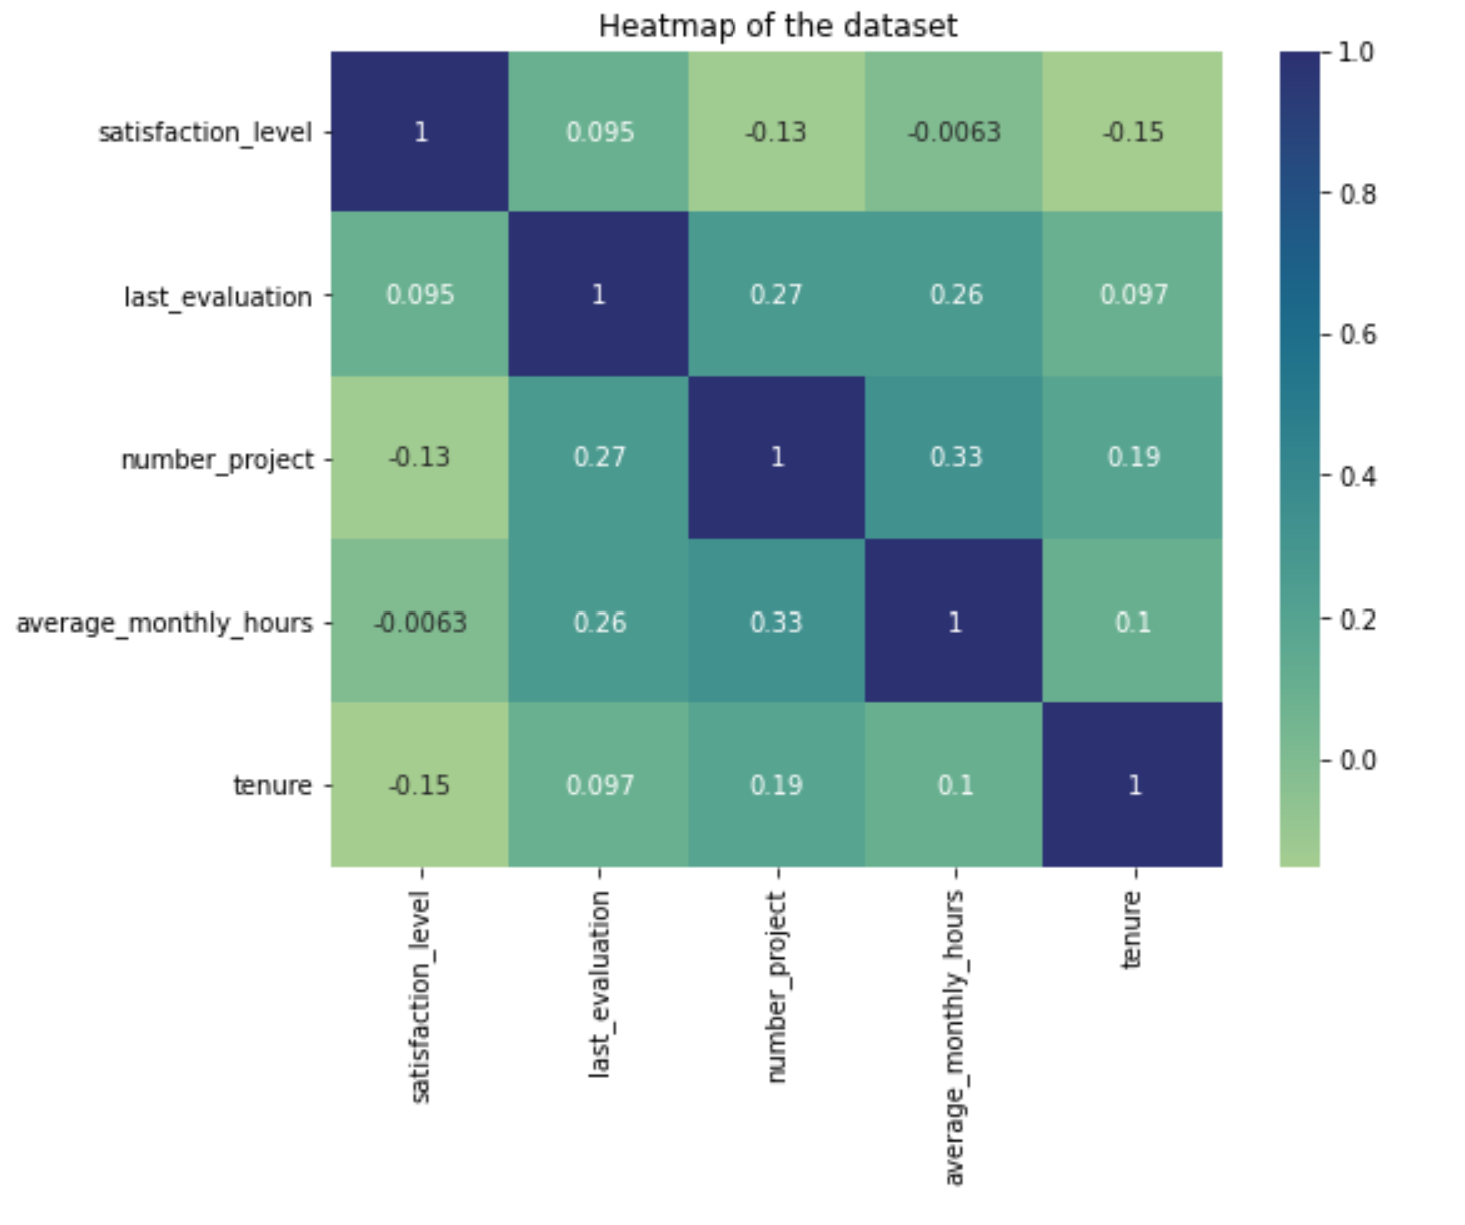 Heatmap of the dataset
satisfaction_level 1 0.095 -0.13 -0.0063 -0.15
last_evaluation 0.095 1 0.27 0.26 0.097
number_project -0.13 0.27 1 0.33 0.19
average_monthly_hours -0.0063 0.26 0.33 1 0.1
tenure -0.15 0.097 0.19 0.1 1
satisfaction_level
last_evaluation
number_project
average_monthly_hours
tenure
1.0
0.8
0.6
0.4
0.2
0.0